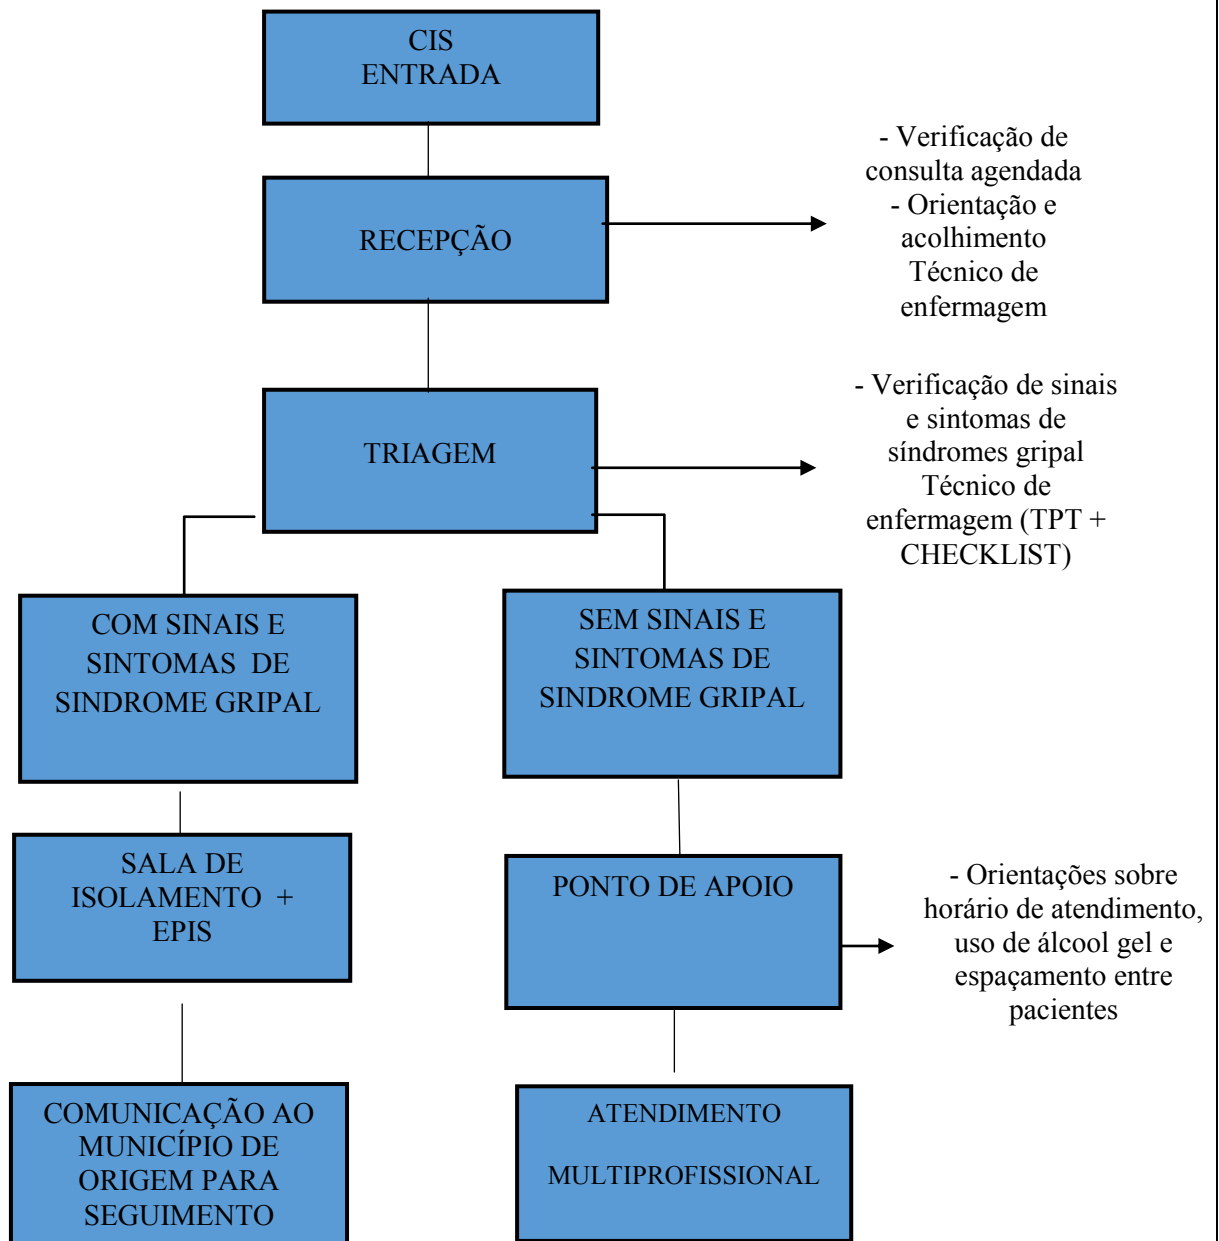 CIS
ENTRADA
- Verificação de
consulta agendada
- Orientação e
acolhimento
Técnico de
enfermagem
RECEPÇÃO
- Verificação de sinais
e sintomas de
síndromes gripal
Técnico de
enfermagem (TPT +
CHECKLIST)
TRIAGEM
COM SINAIS E
SINTOMAS DE
SINDROME GRIPAL
SEM SINAIS E
SINTOMAS DE
SINDROME GRIPAL
SALA DE
ISOLAMENTO +
EPIS
PONTO DE APOIO
- Orientações sobre
horário de atendimento,
uso de álcool gel e
espaçamento entre
pacientes
COMUNICAÇÃO AO
MUNICÍPIO DE
ORIGEM PARA
SEGUIMENTO
ATENDIMENTO
MULTIPROFISSIONAL